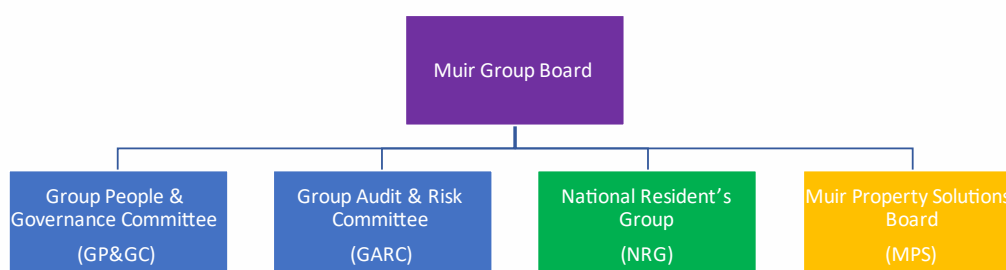 Muir Group Board
Group People &
Governance Committee
(GP&GC)
Group Audit & Risk
Committee
(GARC)
National Resident’s
Group
(NRG)
Muir Property Solutions
Board
(MPS)